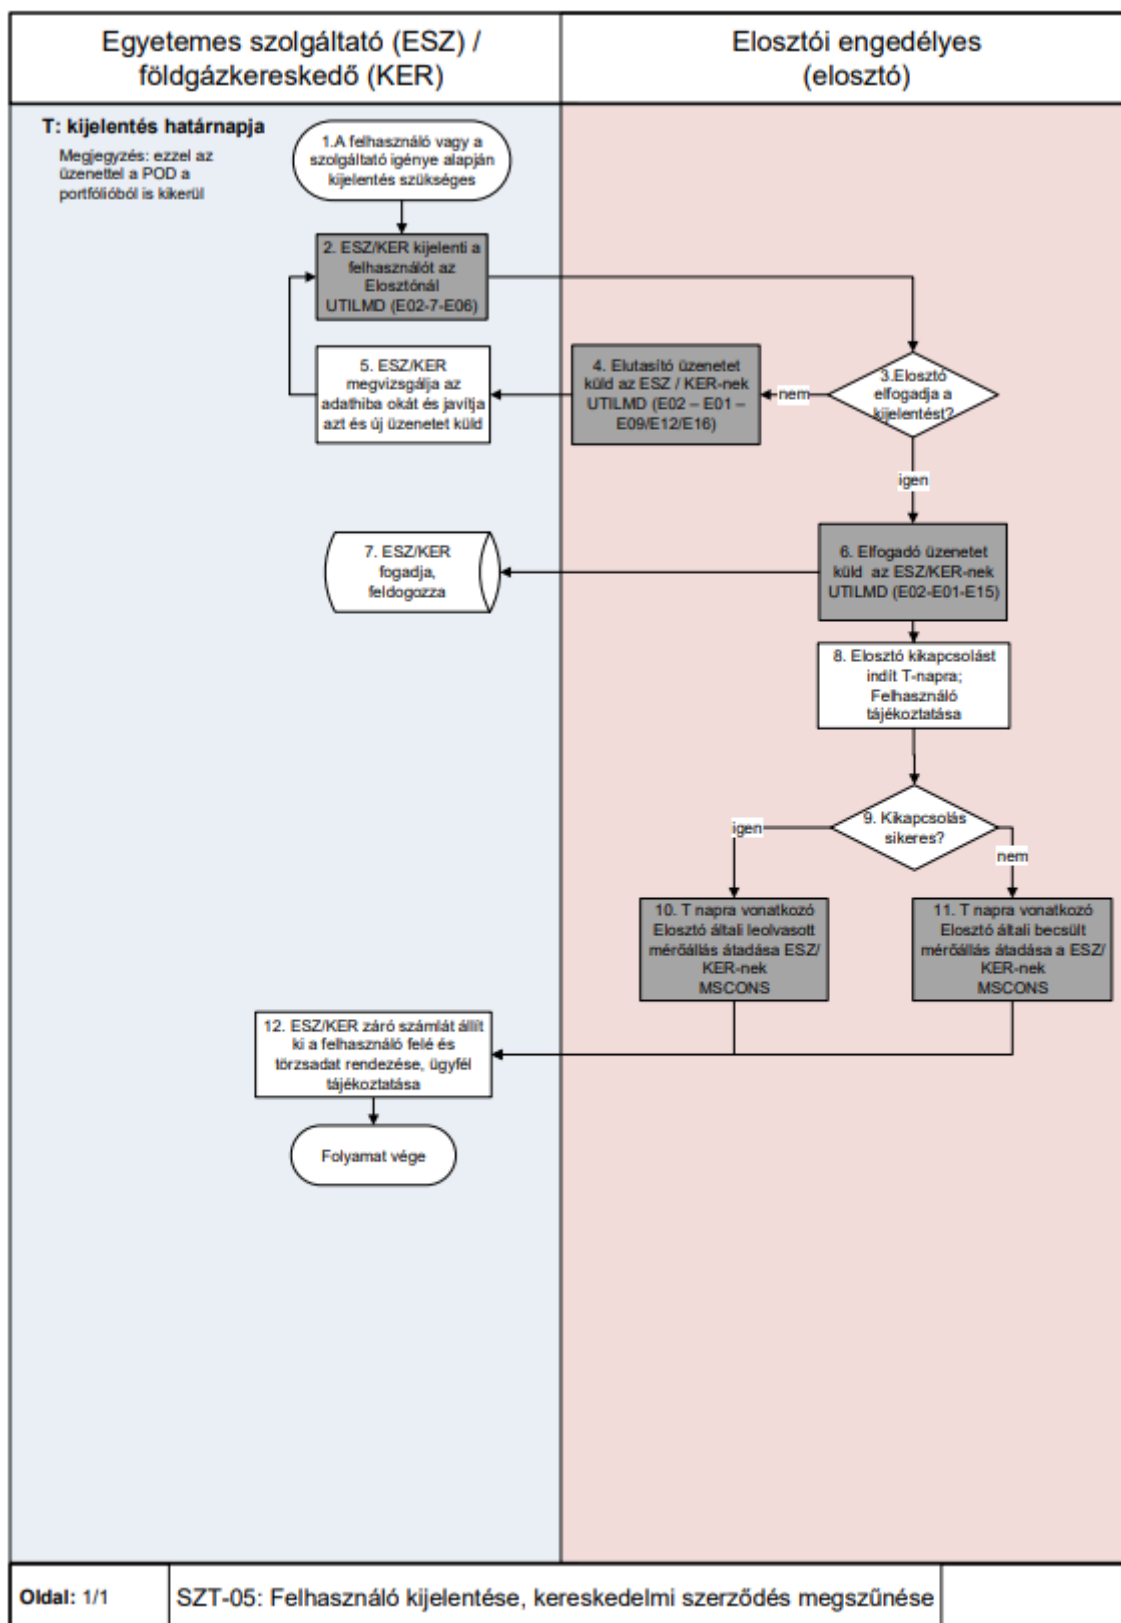 Egyetemes szolgáltató (ESZ) /
földgázkereskedő (KER)
Elosztói engedélyes
(elosztó)
T: kijelentés határnapja
Megjegyzés: ezzel az
üzenettel a POD a
portfólióból is kikerül
1.A felhasználó vagy a
szolgáltató igénye alapján
kijelentés szükséges
2. ESZ/KER kijelenti a
felhasználót az
Elosztónál
UTILMD (E02-7-E06)
3.Elosztó
elfogadja a
kijelentést?
nem
4. Elutasító üzenetet
küld az ESZ / KER-nek
UTILMD (E02 – E01 –
E09/E12/E16)
5. ESZ/KER
megvizsgálja az
adathiba okát és javítja
azt és új üzenetet küld
igen
6. Elfogadó üzenetet
küld az ESZ/KER-nek
UTILMD (E02-E01-E15)
7. ESZ/KER
fogadja,
feldogozza
8. Elosztó kikapcsolást
indít T-napra;
Felhasználó
tájékoztatása
9. Kikapcsolás
sikeres?
igen
nem
10. T napra vonatkozó
Elosztó általi leolvasott
mérőállás átadása ESZ/
KER-nek
MSCONS
11. T napra vonatkozó
Elosztó általi becsült
mérőállás átadása a ESZ/
KER-nek
MSCONS
12. ESZ/KER záró számlát állít
ki a felhasználó felé és
törzsadat rendezése, ügyfél
tájékoztatása
Folyamat vége
Oldal: 1/1
SZT-05: Felhasználó kijelentése, kereskedelmi szerződés megszűnése